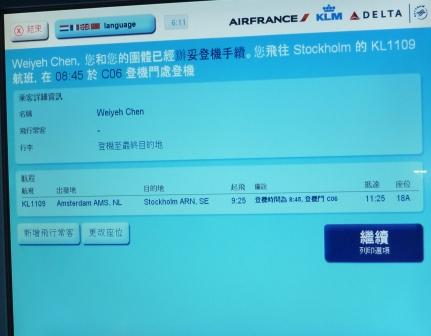 結束
language
6:11
AIRFRANCE KLM DELTA
Weiyeh Chen, 您和您的團體已經辦妥登機手續。您飛往 Stockholm 的 KL1109
航班, 在 08:45 於 C06 登機門處登機
乘客詳細資訊
名稱 Weiyeh Chen
飛行常客 -
行李 登機至最終目的地
航程
航班 出發地 目的地 起飛 備註 抵達 座位
KL1109 Amsterdam AMS, NL Stockholm ARN, SE 9:25 登機時間為 8:45, 登機門 C06 11:25 18A
新增飛行常客 更改座位
繼續
列印選項